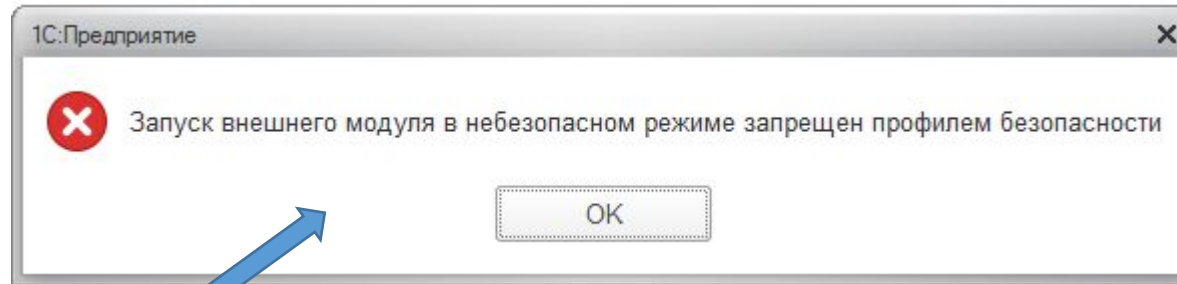 1С:Предприятие
Запуск внешнего модуля в небезопасном режиме запрещен профилем безопасности
OK